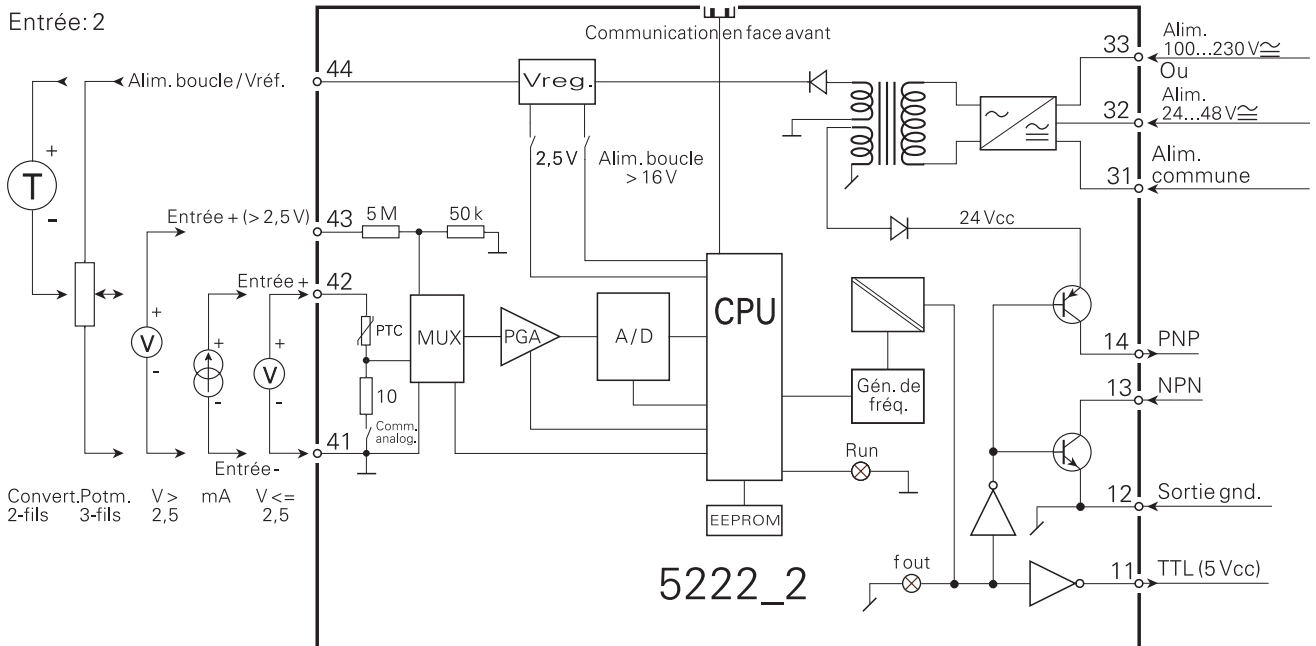 Entrée: 2
Communication en face avant
Alim. boucle / Vréf.
44
Vreg.
33
Alim.
100...230 V≂
Ou
Alim.
24...48 V≂
32
Alim.
commune
31
2,5 V
Alim. boucle
> 16 V
T
+
-
Entrée + (> 2,5 V)
43
5 M
50 k
24 Vcc
Entrée +
42
PTC
MUX
PGA
A/D
CPU
14
PNP
13
NPN
Gén. de
fréq.
V
+
-
+
-
V
+
-
10
Comm.
analog.
41
Entrée-
Run
12
Sortie gnd.
Convert.
2-fils
Potm.
3-fils
V >
2,5
mA
V <=
2,5
EEPROM
5222_2
f out
11
TTL (5 Vcc)